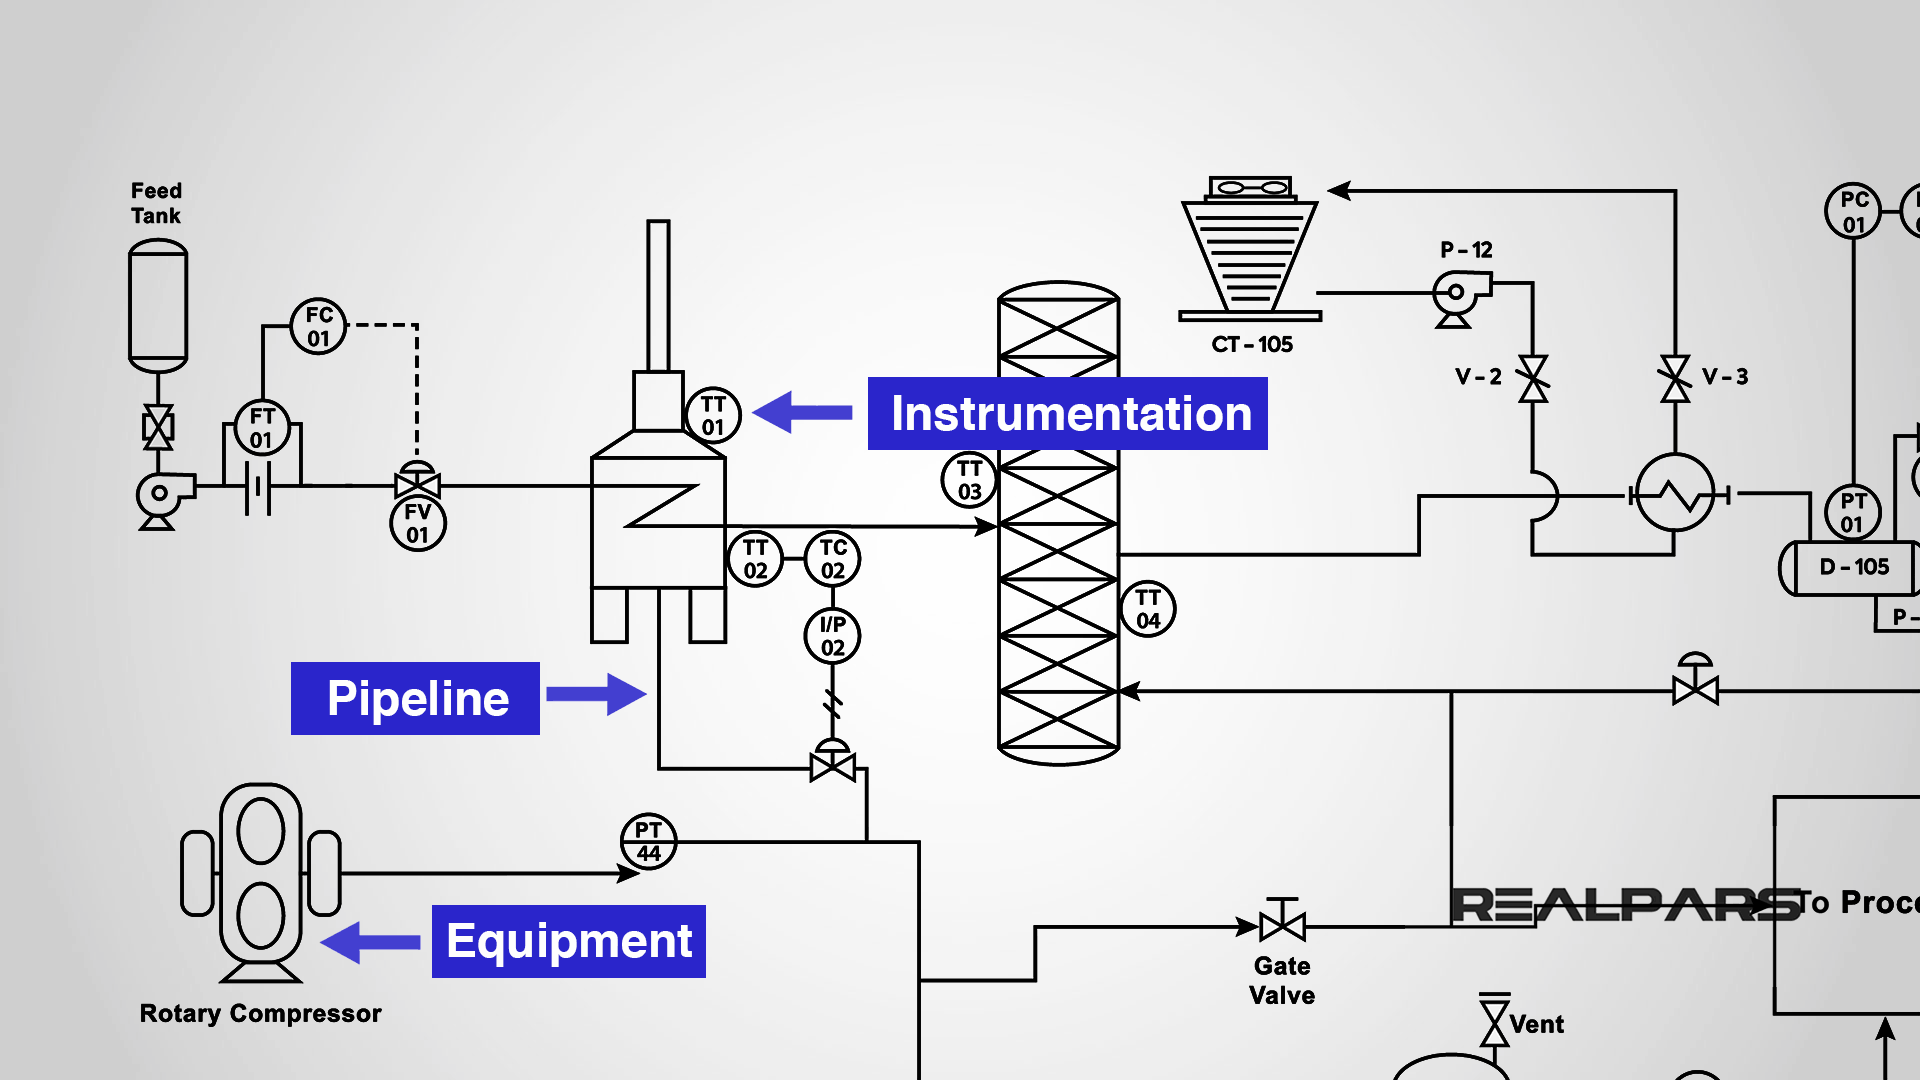 Feed
Tank
FC
01
FT
01
FV
01
TT
01
Instrumentation
TT
03
TT
02
TC
02
I/P
02
TT
04
CT-105
P-12
V-2
V-3
PC
01
PT
01
D-105
P-
Pipeline
PT
44
Equipment
Rotary Compressor
Gate
Valve
REALPARS
To Proce
Vent